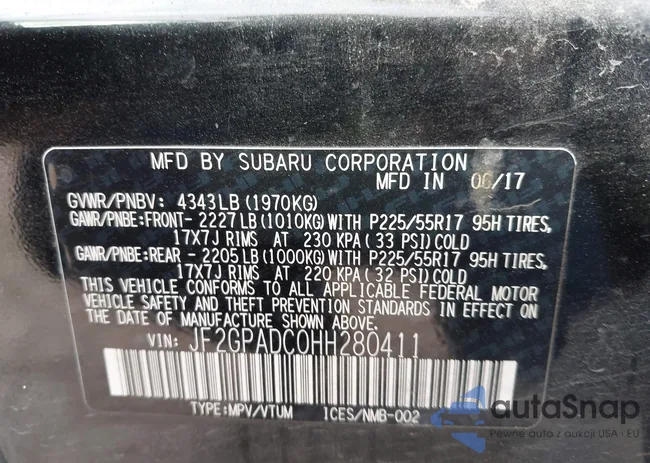 MFD BY SUBARU CORPORATION
MFD IN 06/17
GVWR/PNBV: 4343LB (1970KG)
GAWR/PNBE:FRONT- 2227LB (1010KG) WITH P225/55R17 95H TIRES,
17X7J RIMS AT 230 KPA (33 PSI) COLD
GAWR/PNBE:REAR - 2205LB (1000KG) WITH P225/55R17 95H TIRES,
17X7J RIMS AT 220 KPA (32 PSI) COLD
THIS VEHICLE CONFORMS TO ALL APPLICABLE FEDERAL MOTOR
VEHICLE SAFETY AND THEFT PREVENTION STANDARDS IN EFFECT ON
THE DATE OF MANUFACTURE SHOWN ABOVE.
VIN: JF2GPADC0HH280411
TYPE:MPV/VTUM ICES/NMB-002
autoSnap
Pewne auto z aukcji USA i EU